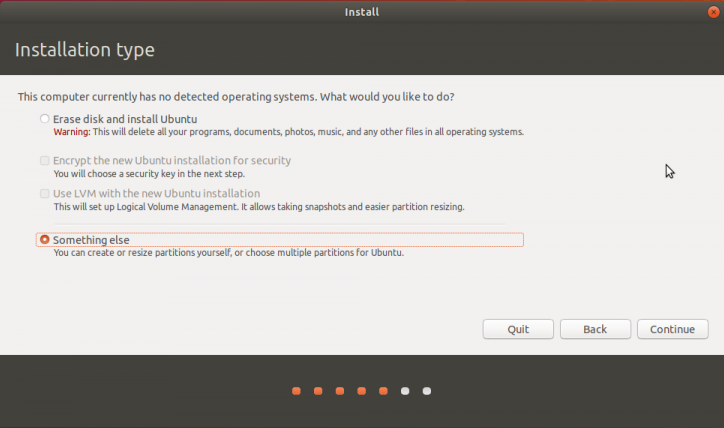 Install
Installation type
This computer currently has no detected operating systems. What would you like to do?
Erase disk and install Ubuntu
Warning: This will delete all your programs, documents, photos, music, and any other files in all operating systems.
Encrypt the new Ubuntu installation for security
You will choose a security key in the next step.
Use LVM with the new Ubuntu installation
This will set up Logical Volume Management. It allows taking snapshots and easier partition resizing.
Something else
You can create or resize partitions yourself, or choose multiple partitions for Ubuntu.
Quit Back Continue